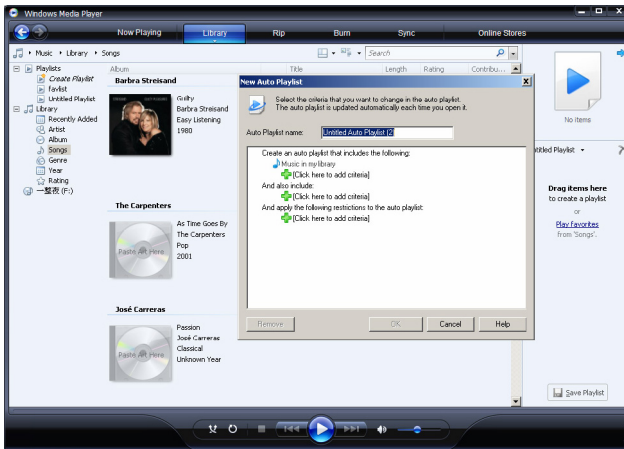 Windows Media Player
Now Playing Library Rip Burn Sync Online Stores
Music Library Songs
Search
Playlists
Create Playlist
favlist
Untitled Playlist
Library
Recently Added
Artist
Album
Songs
Genre
Year
Rating
一整夜 (F:)
Album Title Length Rating Contribu...
Barbra Streisand
Guilty
Barbra Streisand
Easy Listening
1980
The Carpenters
Paste Art Here
As Time Goes By
The Carpenters
Pop
2001
José Carreras
Paste Art Here
Passion
José Carreras
Classical
Unknown Year
New Auto Playlist
Select the criteria that you want to change in the auto playlist.
The auto playlist is updated automatically each time you open it.
Auto Playlist name: Untitled Auto Playlist (2
Create an auto playlist that includes the following:
Music in my library
[Click here to add criteria]
And also include:
[Click here to add criteria]
And apply the following restrictions to the auto playlist:
[Click here to add criteria]
Remove OK Cancel Help
No items
ntitled Playlist
Drag items here
to create a playlist
or
Play favorites
from 'Songs'.
Save Playlist